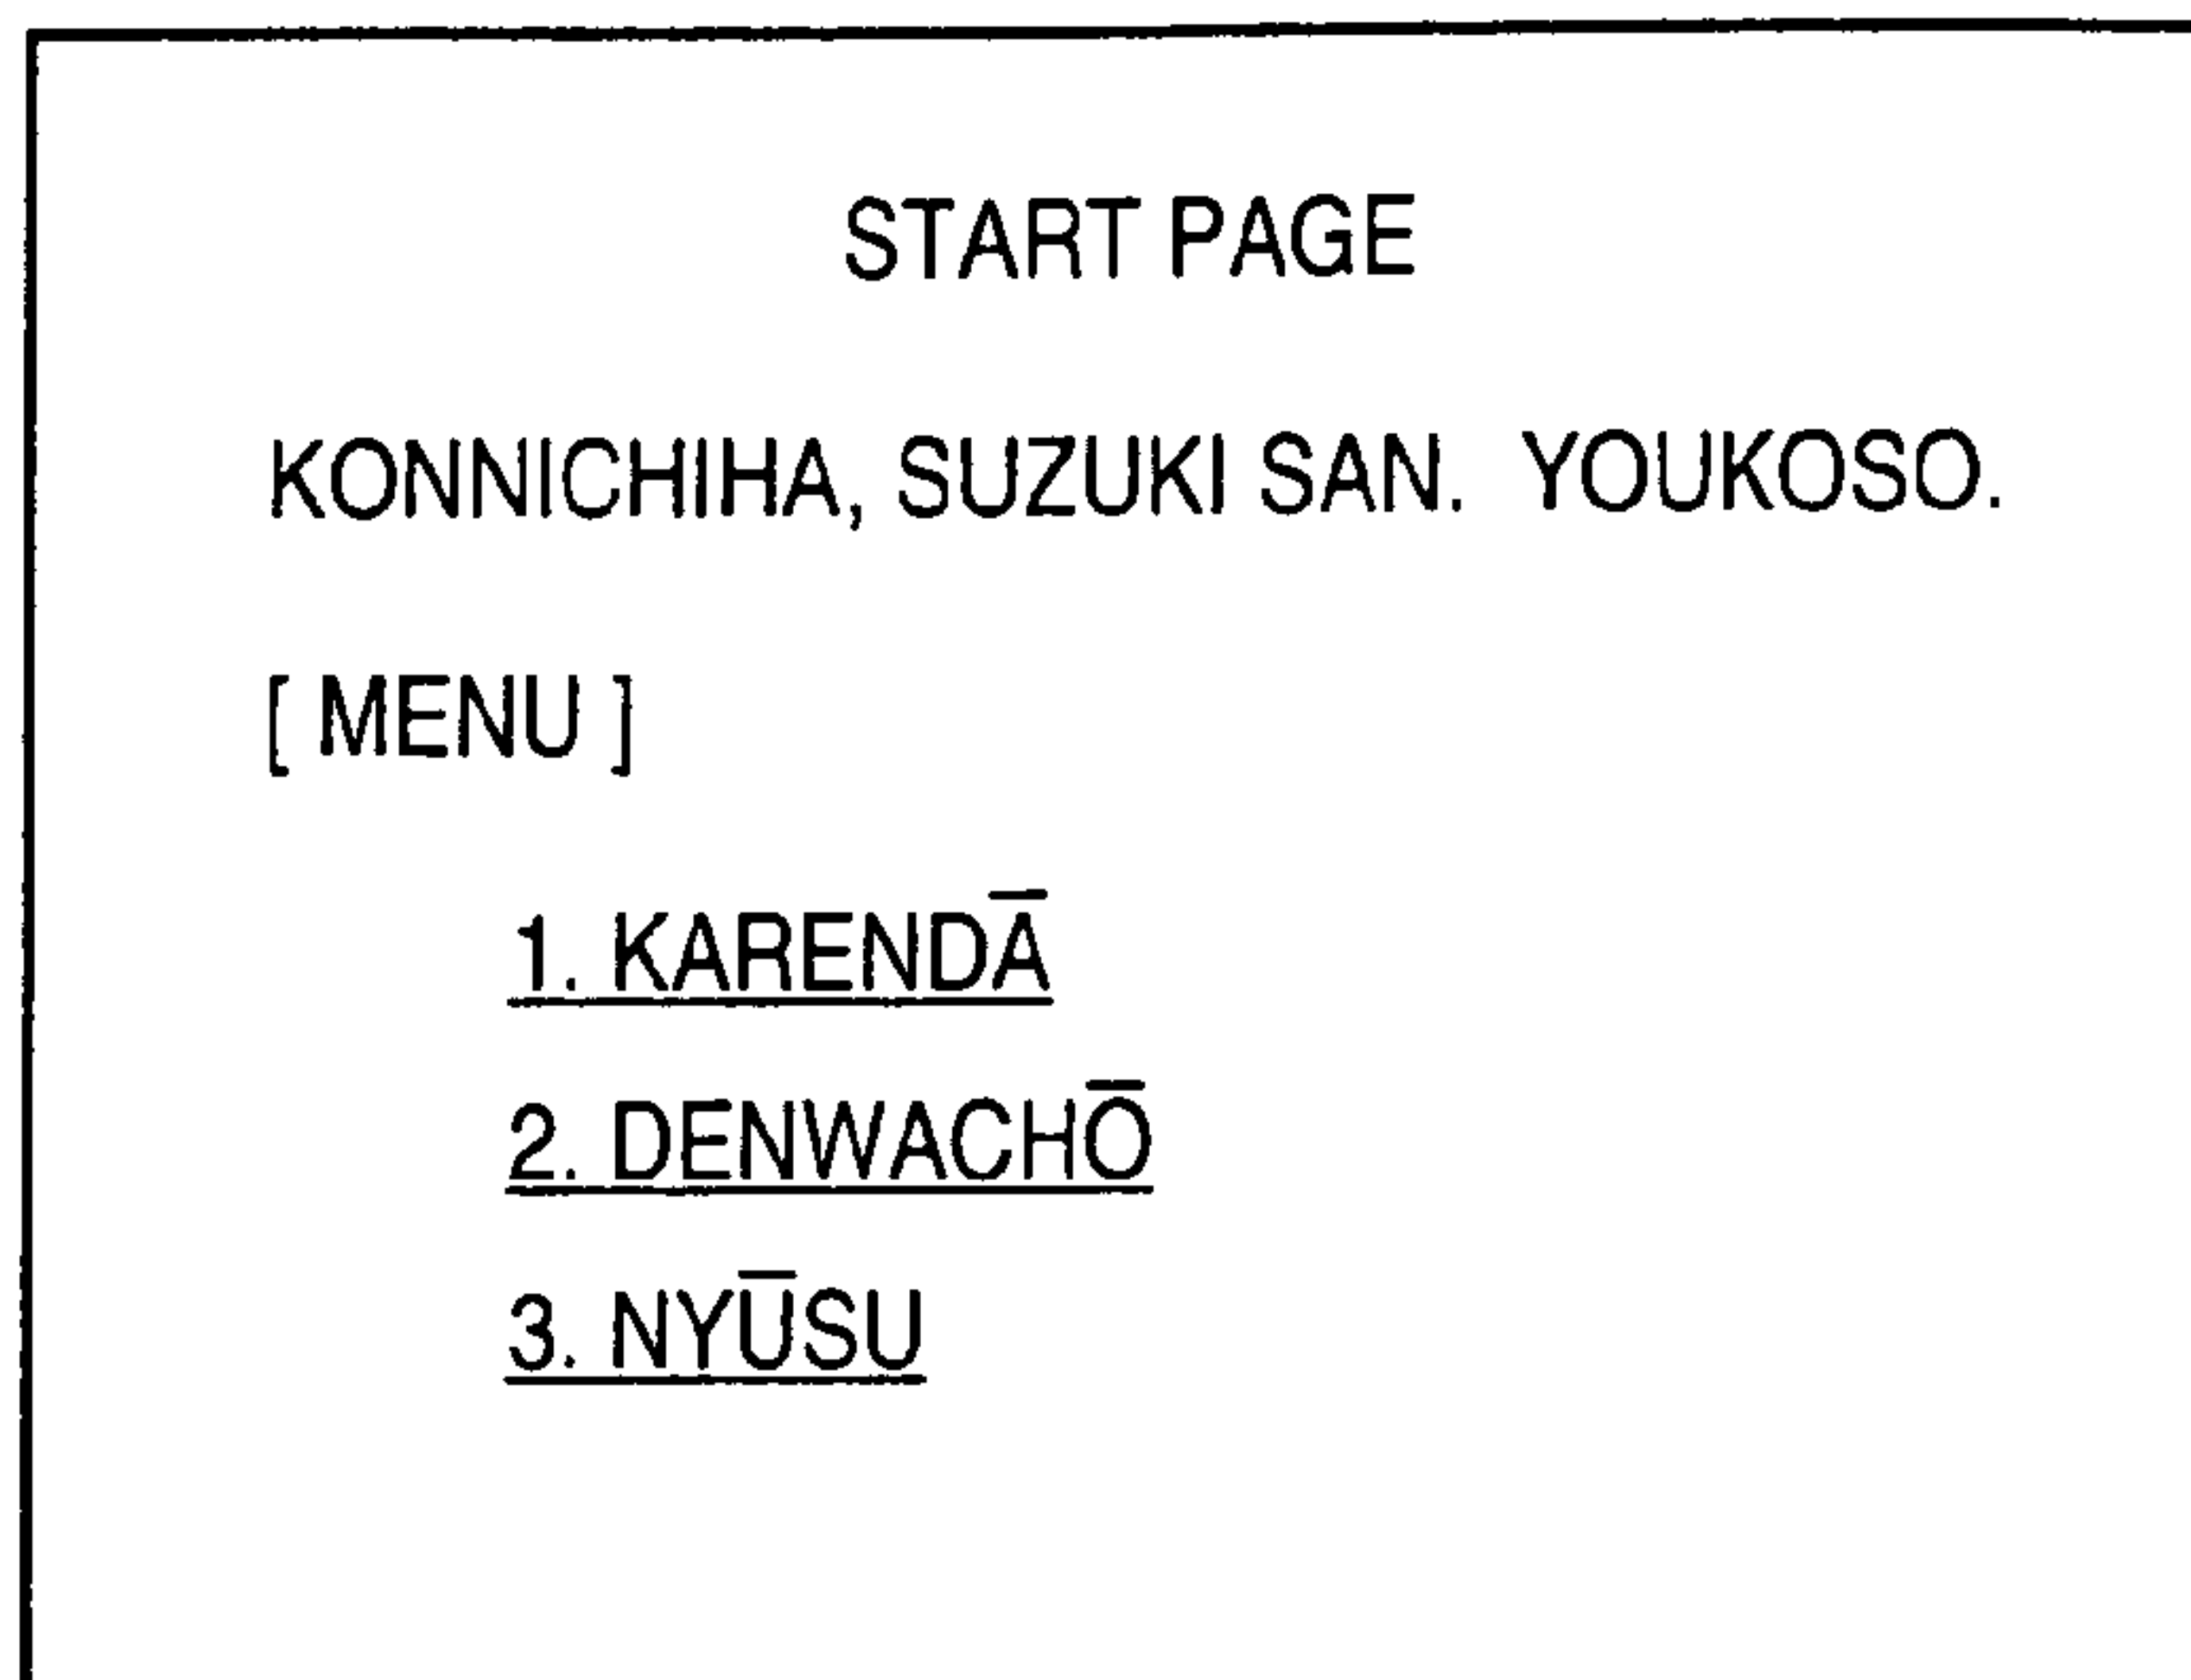 START PAGE
KONNICHIHA, SUZUKI SAN. YOUKOSO.
[ MENU ]
1. KARENDĀ
2. DENWACHŌ
3. NYŪSU